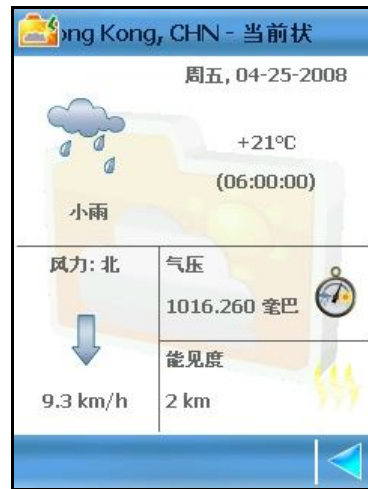 ong Kong, CHN - 当前状
周五, 04-25-2008
+21°C
(06:00:00)
小雨
风力: 北
9.3 km/h
气压
1016.260 毫巴
能见度
2 km